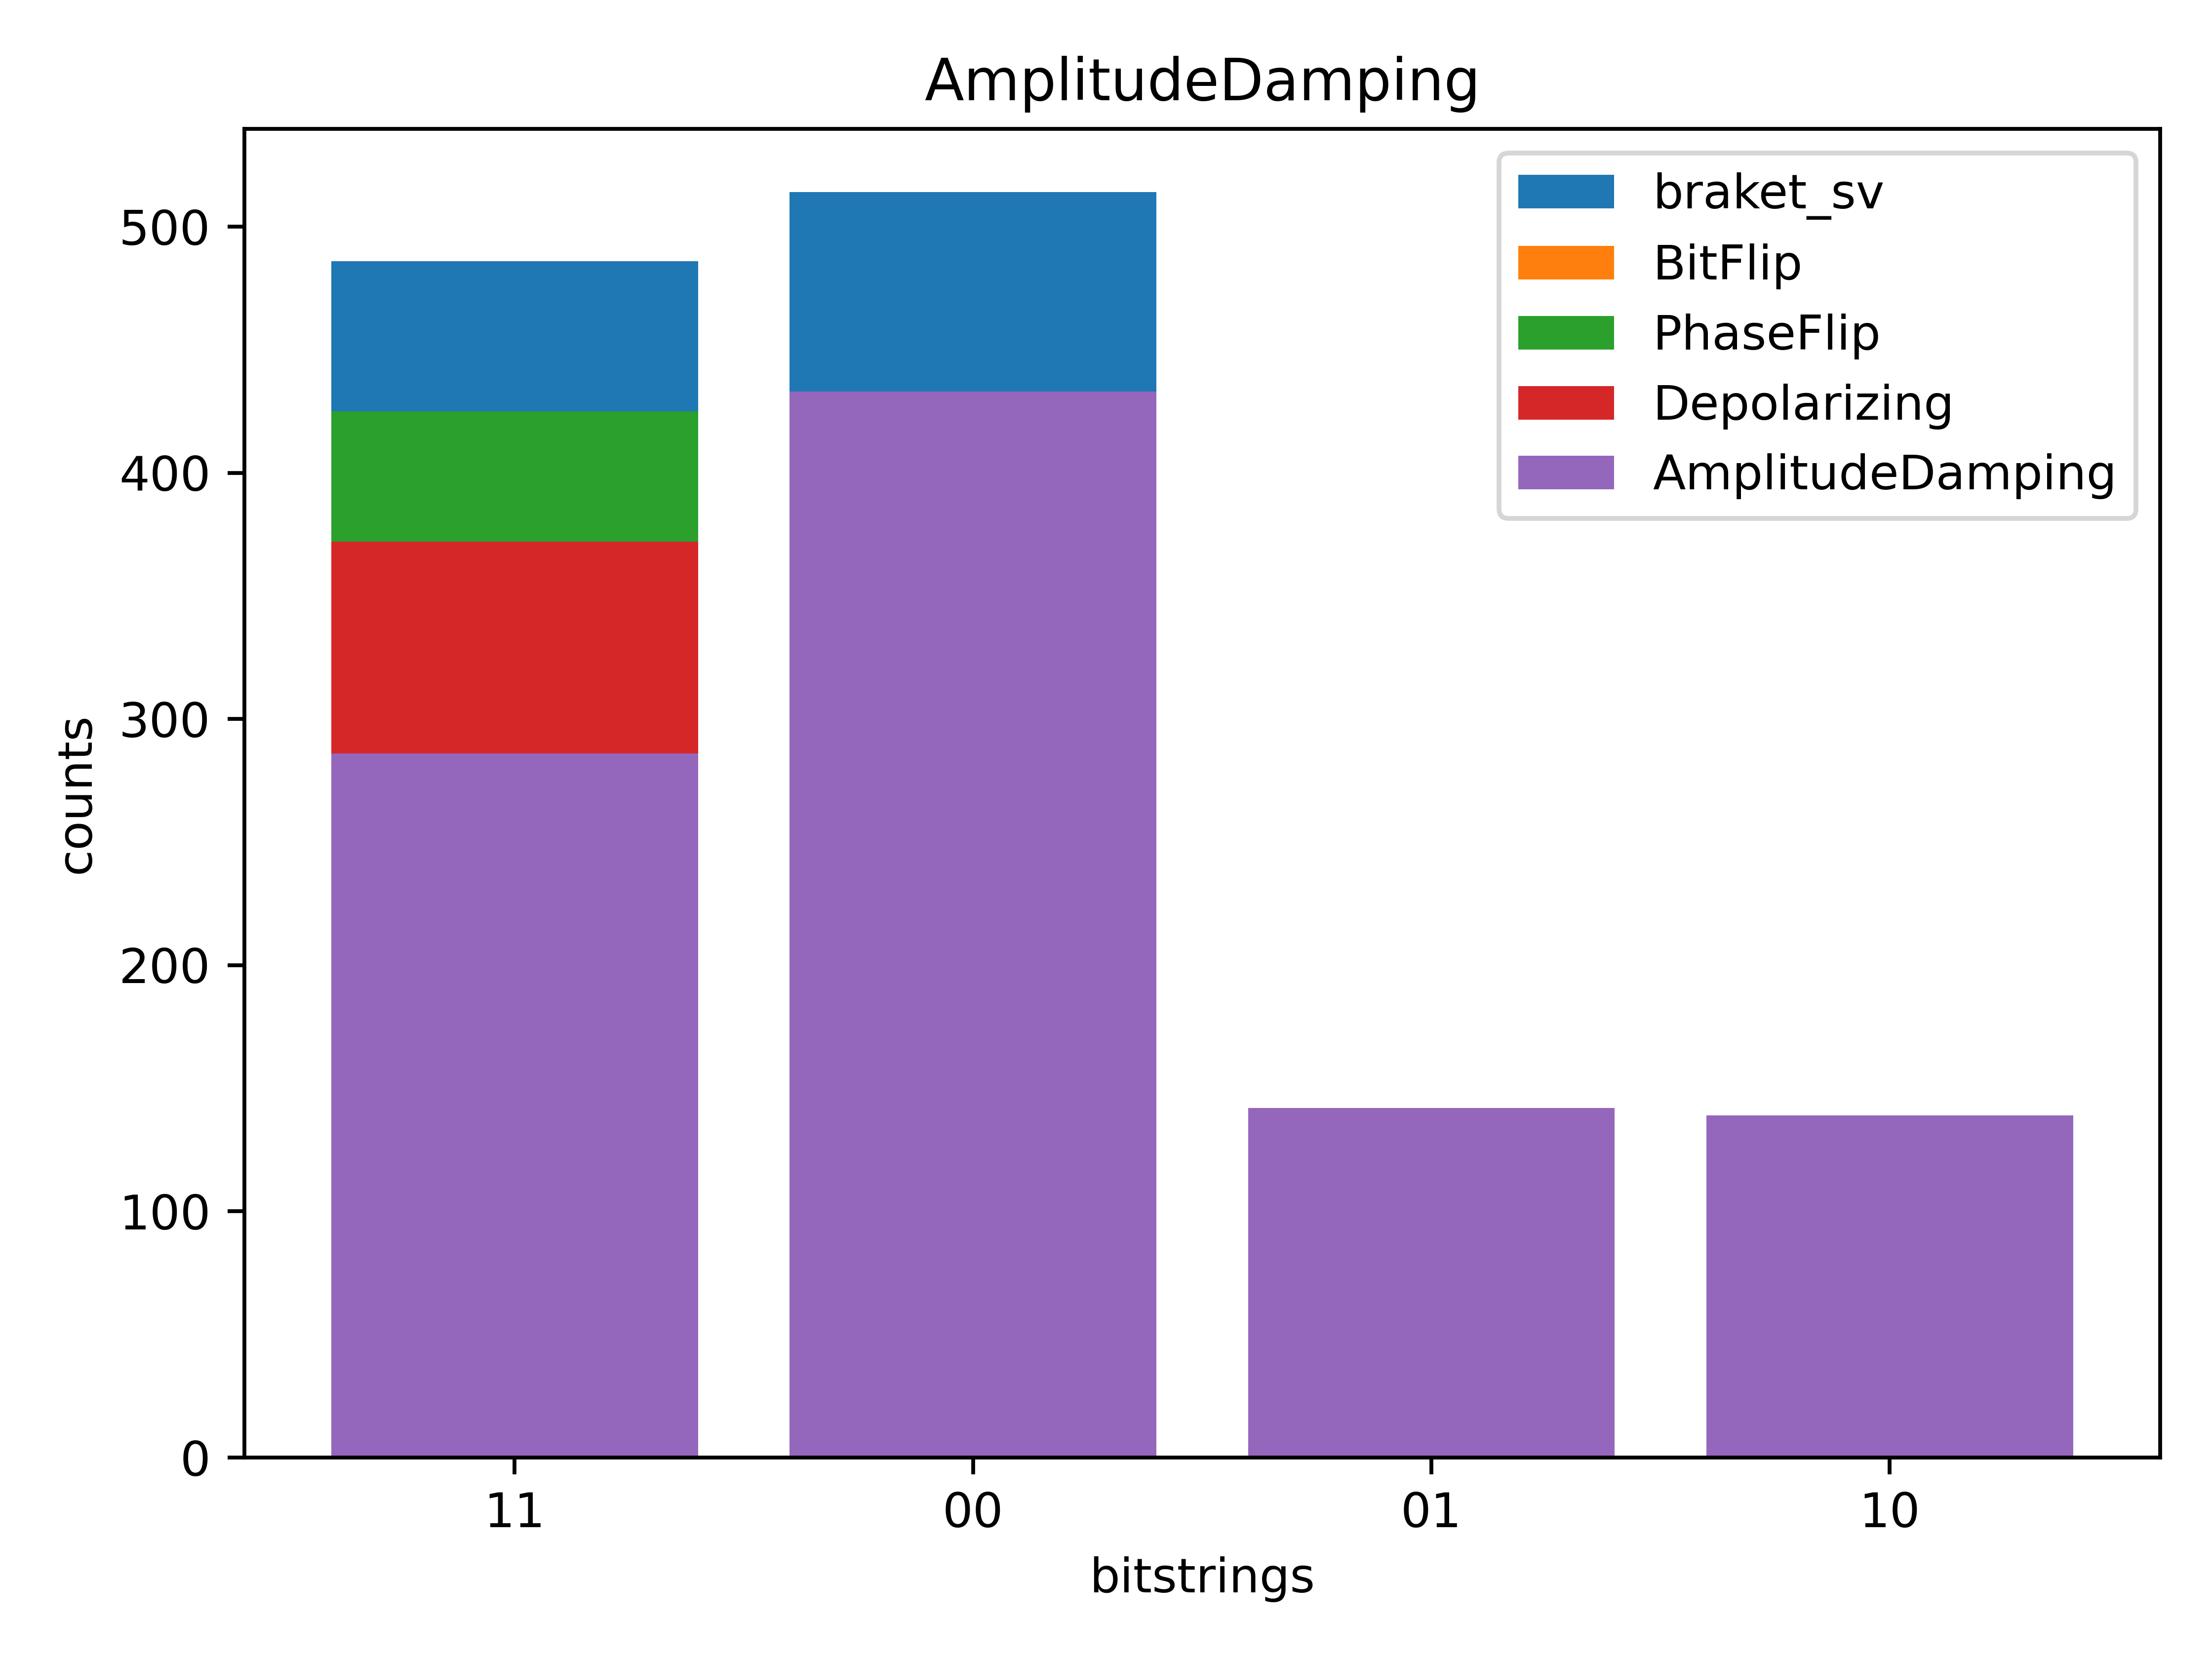 AmplitudeDamping
braket_sv
BitFlip
PhaseFlip
Depolarizing
AmplitudeDamping
counts
500
400
300
200
100
0
11 00 01 10
bitstrings